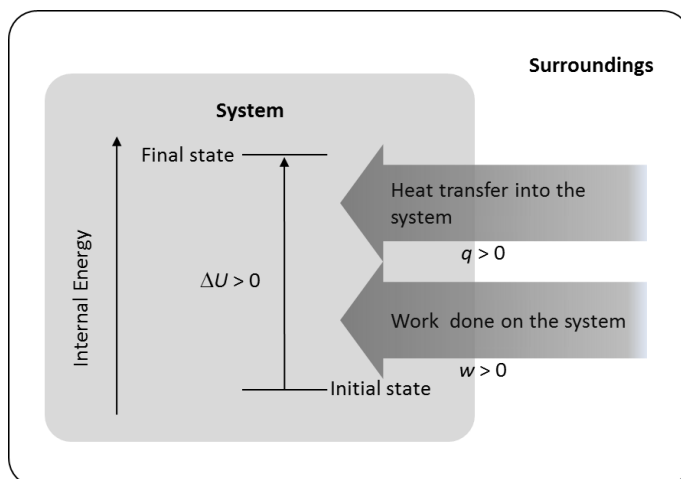 Surroundings
System
Final state
Heat transfer into the
system
q > 0
Internal Energy
ΔU > 0
Work done on the system
w > 0
Initial state